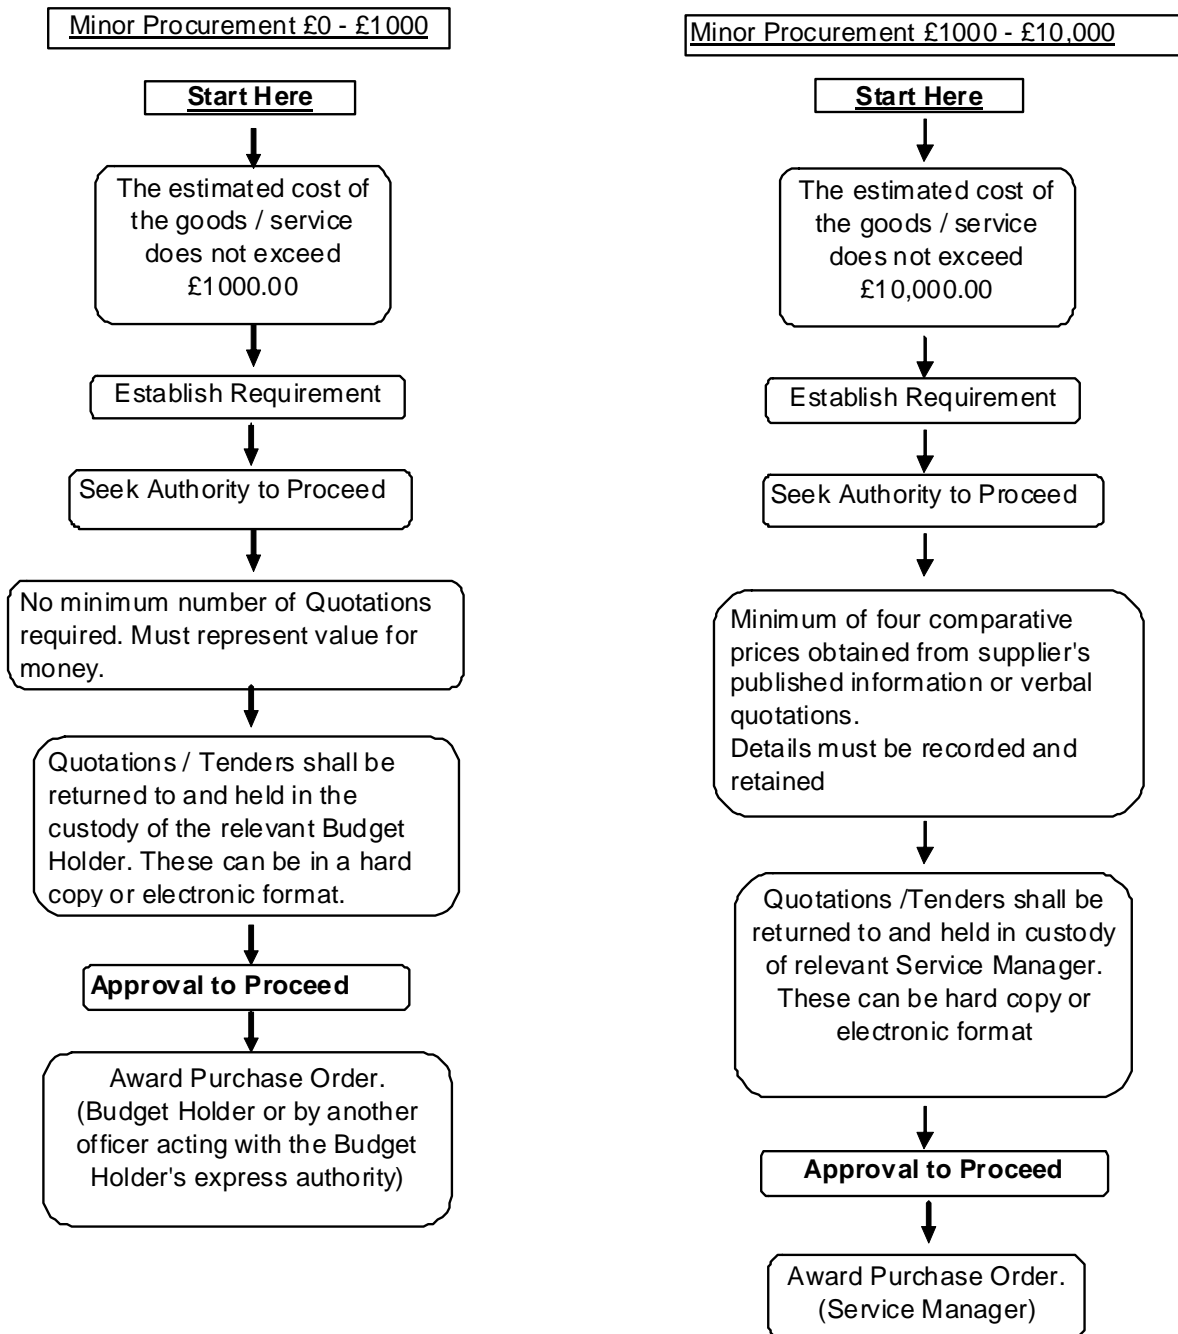 Minor Procurement £0 - £1000
Start Here
The estimated cost of
the goods / service
does not exceed
£1000.00
Establish Requirement
Seek Authority to Proceed
No minimum number of Quotations
required. Must represent value for
money.
Quotations / Tenders shall be
returned to and held in the
custody of the relevant Budget
Holder. These can be in a hard
copy or electronic format.
Approval to Proceed
Award Purchase Order.
(Budget Holder or by another
officer acting with the Budget
Holder's express authority)
Minor Procurement £1000 - £10,000
Start Here
The estimated cost of
the goods / service
does not exceed
£10,000.00
Establish Requirement
Seek Authority to Proceed
Minimum of four comparative
prices obtained from supplier's
published information or verbal
quotations.
Details must be recorded and
retained
Quotations /Tenders shall be
returned to and held in custody
of relevant Service Manager.
These can be hard copy or
electronic format
Approval to Proceed
Award Purchase Order.
(Service Manager)